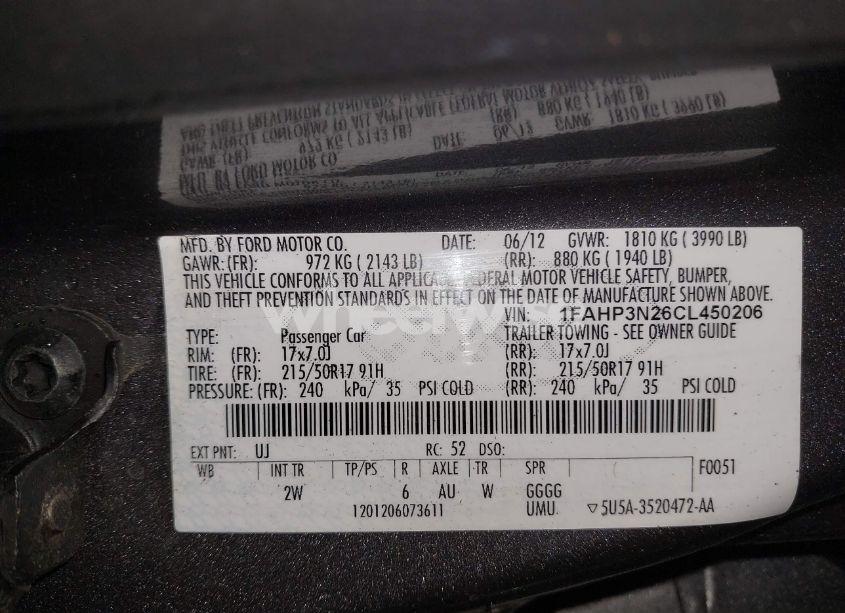 MFD. BY FORD MOTOR CO. DATE: 06/12 GVWR: 1810 KG ( 3990 LB)
GAWR: (FR): 972 KG ( 2143 LB) (RR): 880 KG ( 1940 LB)
THIS VEHICLE CONFORMS TO ALL APPLICABLE FEDERAL MOTOR VEHICLE SAFETY, BUMPER,
AND THEFT PREVENTION STANDARDS IN EFFECT ON THE DATE OF MANUFACTURE SHOWN ABOVE.
VIN: 1FAHP3N26CL450206
TYPE: Passenger Car TRAILER TOWING - SEE OWNER GUIDE
RIM: (FR): 17x7.0J (RR): 17x7.0J
TIRE: (FR): 215/50R17 91H (RR): 215/50R17 91H
PRESSURE: (FR): 240 kPa/ 35 PSI COLD (RR): 240 kPa/ 35 PSI COLD
EXT PNT: UJ RC: 52 DSO:
WB INT TR TP/PS R AXLE TR SPR F0051
2W 6 AU W GGGG
1201206073611 UMU. ▽5U5A-3520472-AA